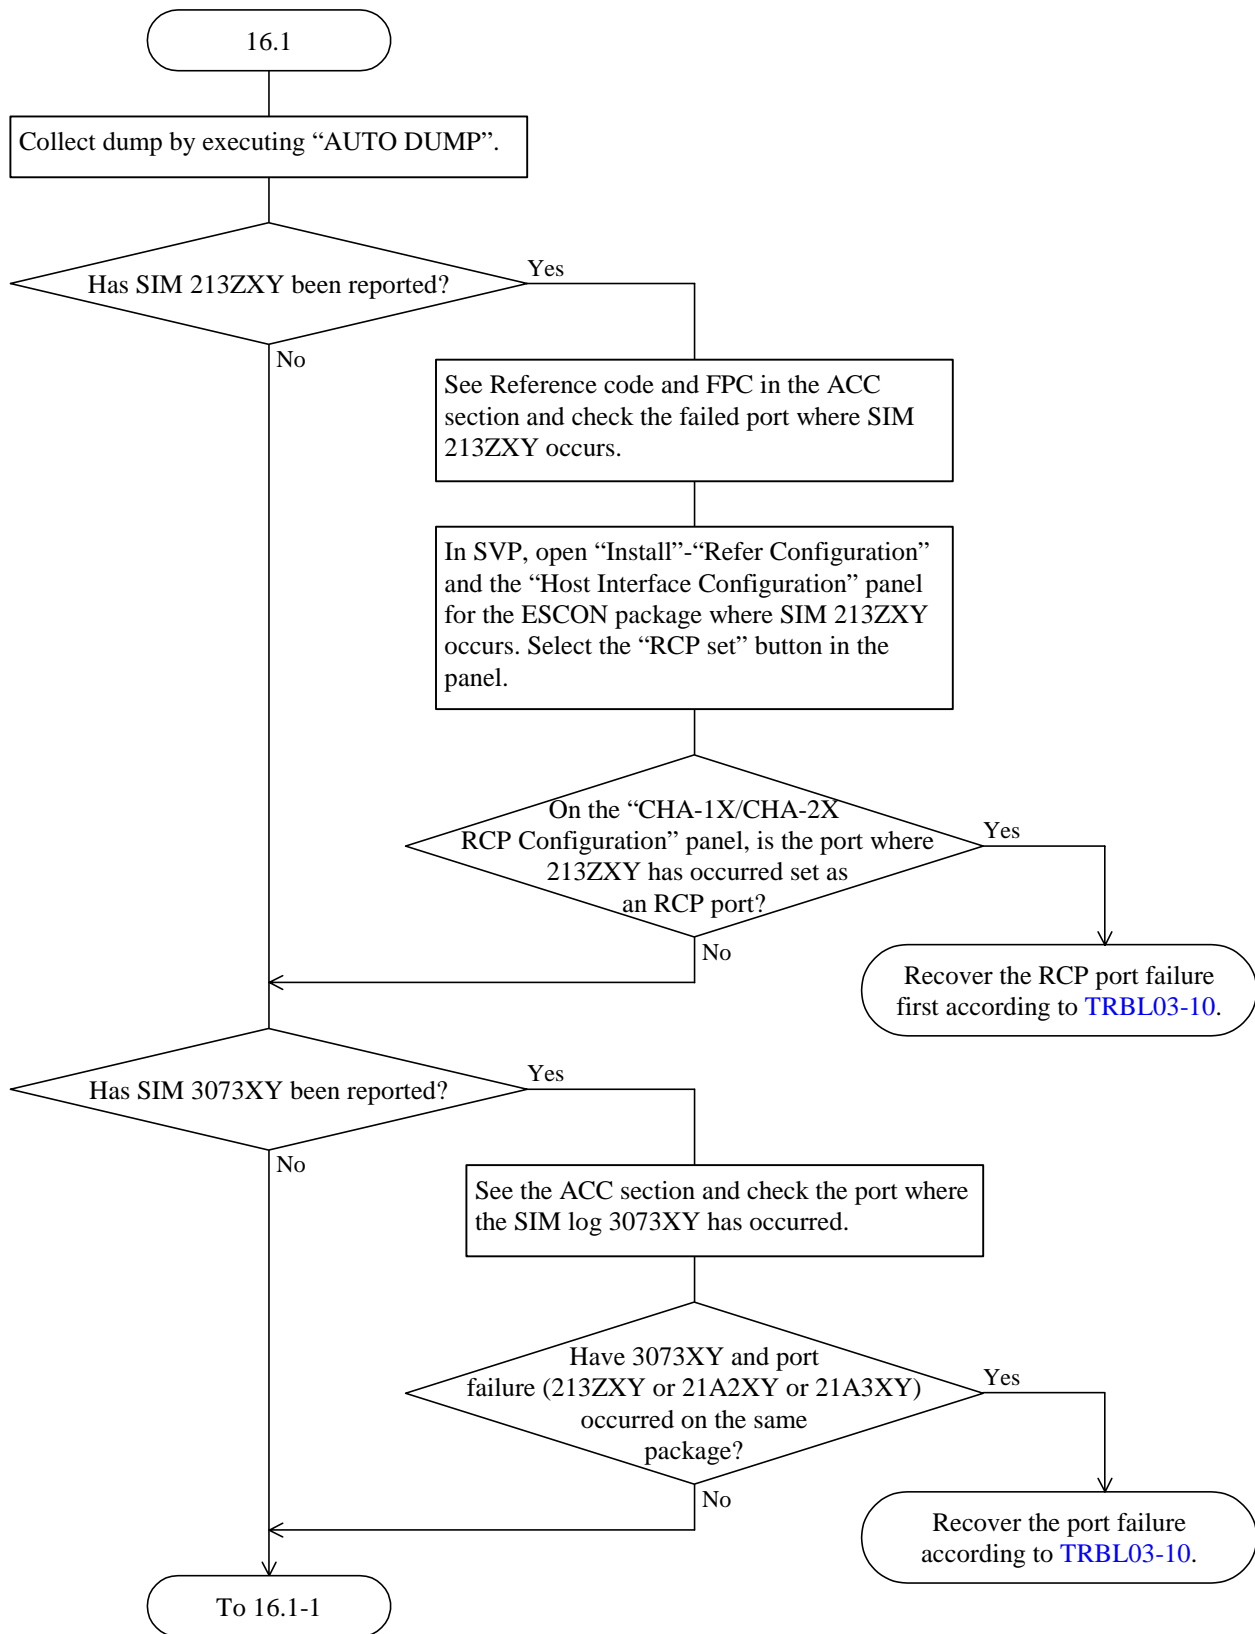 16.1
Collect dump by executing “AUTO DUMP”.
Has SIM 213ZXY been reported?
Yes
No
See Reference code and FPC in the ACC
section and check the failed port where SIM
213ZXY occurs.
In SVP, open “Install”-“Refer Configuration”
and the “Host Interface Configuration” panel
for the ESCON package where SIM 213ZXY
occurs. Select the “RCP set” button in the
panel.
On the “CHA-1X/CHA-2X
RCP Configuration” panel, is the port where
213ZXY has occurred set as
an RCP port?
Yes
No
Recover the RCP port failure
first according to TRBL03-10.
Has SIM 3073XY been reported?
Yes
No
See the ACC section and check the port where
the SIM log 3073XY has occurred.
Have 3073XY and port
failure (213ZXY or 21A2XY or 21A3XY)
occurred on the same
package?
Yes
No
Recover the port failure
according to TRBL03-10.
To 16.1-1